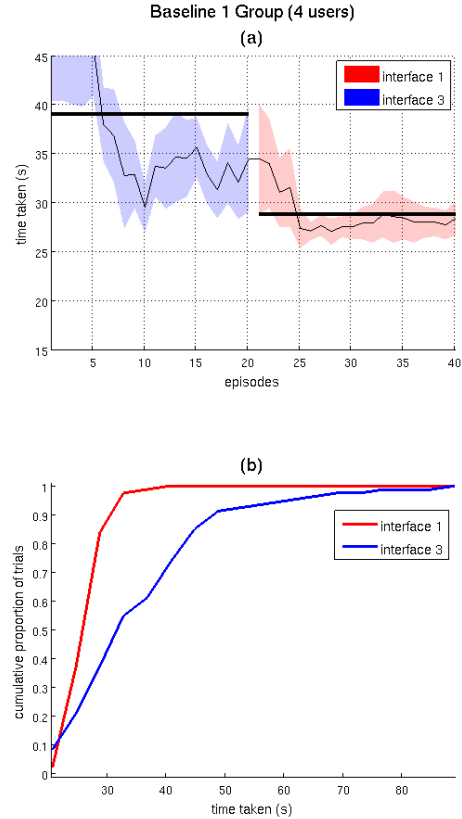 Baseline 1 Group (4 users)
(a)
45
40
35
30
25
20
15
time taken (s)
interface 1
interface 3
5
10
15
20
25
30
35
40
episodes
(b)
1
0.9
0.8
0.7
0.6
0.5
0.4
0.3
0.2
0.1
0
cumulative proportion of trials
interface 1
interface 3
30
40
50
60
70
80
time taken (s)